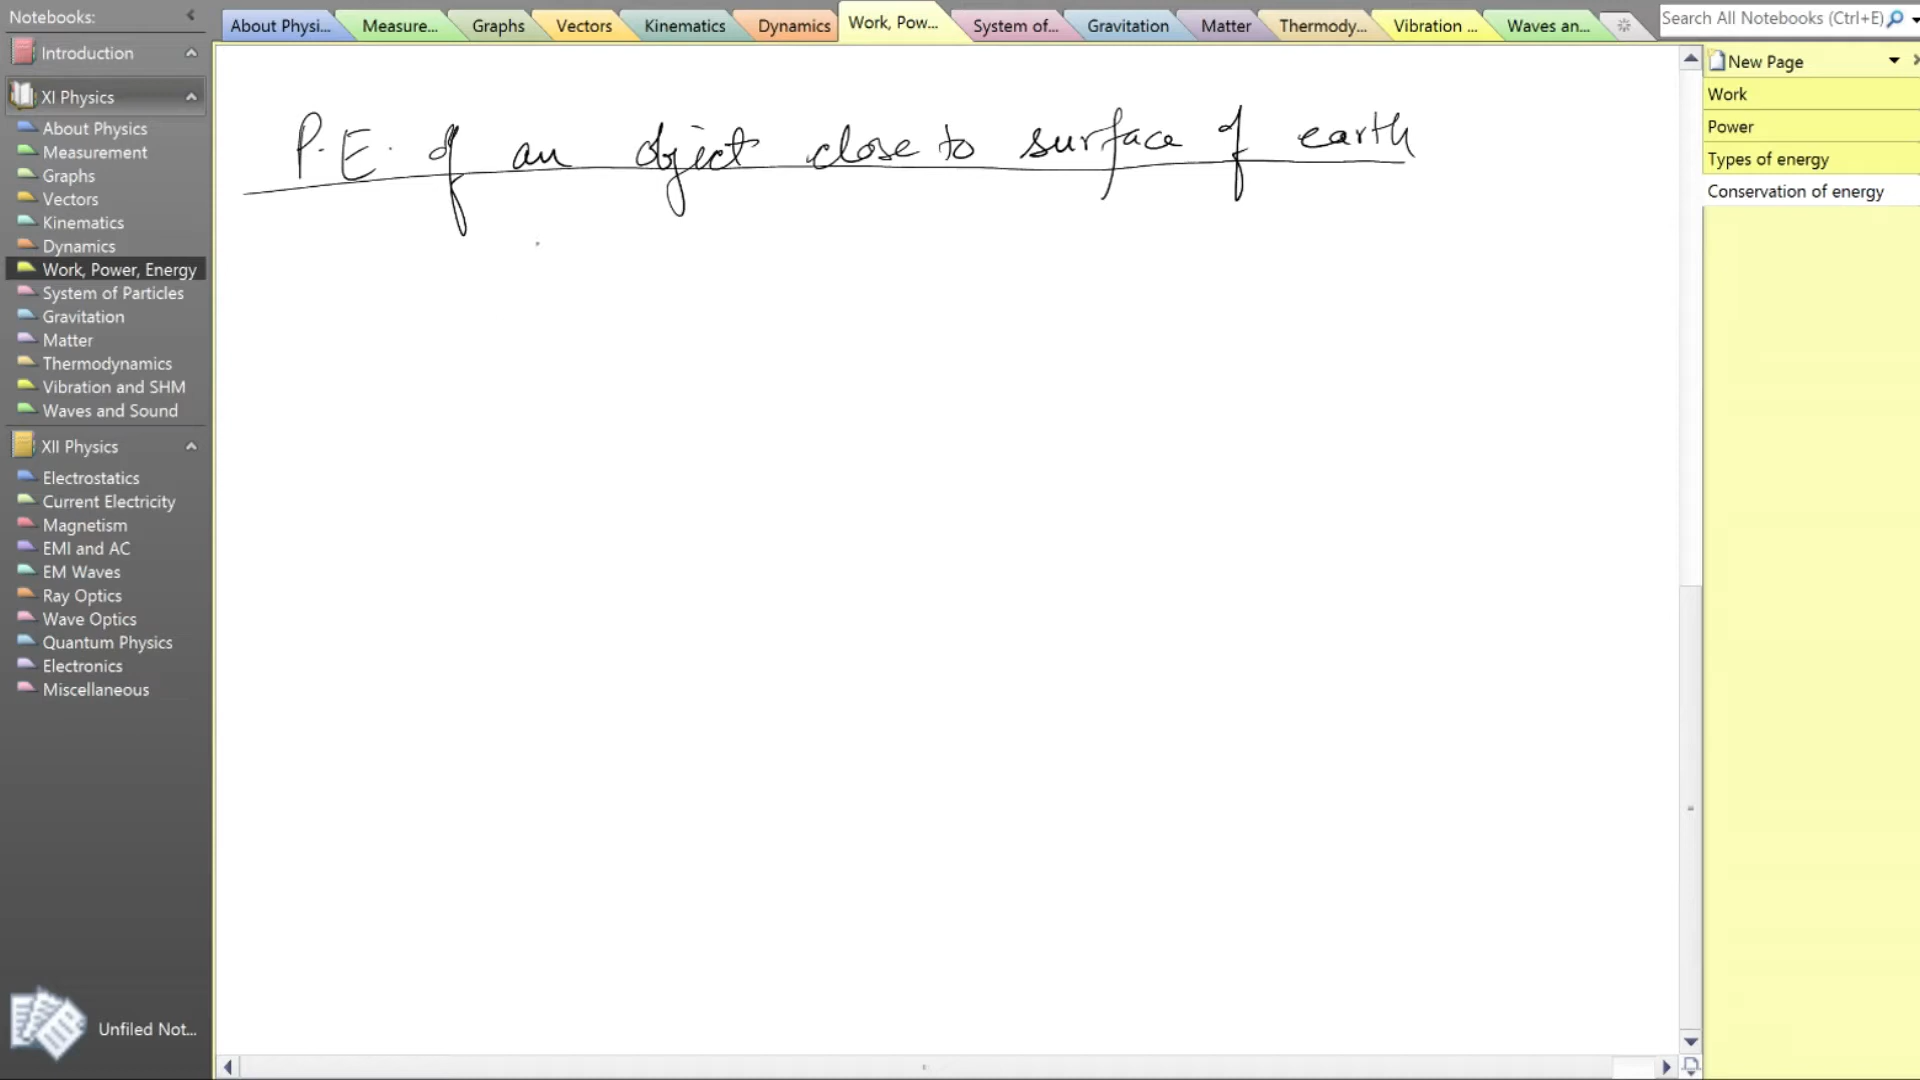 Notebooks:
Introduction
XI Physics
About Physics
Measurement
Graphs
Vectors
Kinematics
Dynamics
Work, Power, Energy
System of Particles
Gravitation
Matter
Thermodynamics
Vibration and SHM
Waves and Sound
XII Physics
Electrostatics
Current Electricity
Magnetism
EMI and AC
EM Waves
Ray Optics
Wave Optics
Quantum Physics
Electronics
Miscellaneous
Unfiled Not...
About Physi... Measure... Graphs Vectors Kinematics Dynamics Work, Pow... System of... Gravitation Matter Thermody... Vibration ... Waves an...
Search All Notebooks (Ctrl+E)
P.E. of an object close to surface of earth
New Page
Work
Power
Types of energy
Conservation of energy